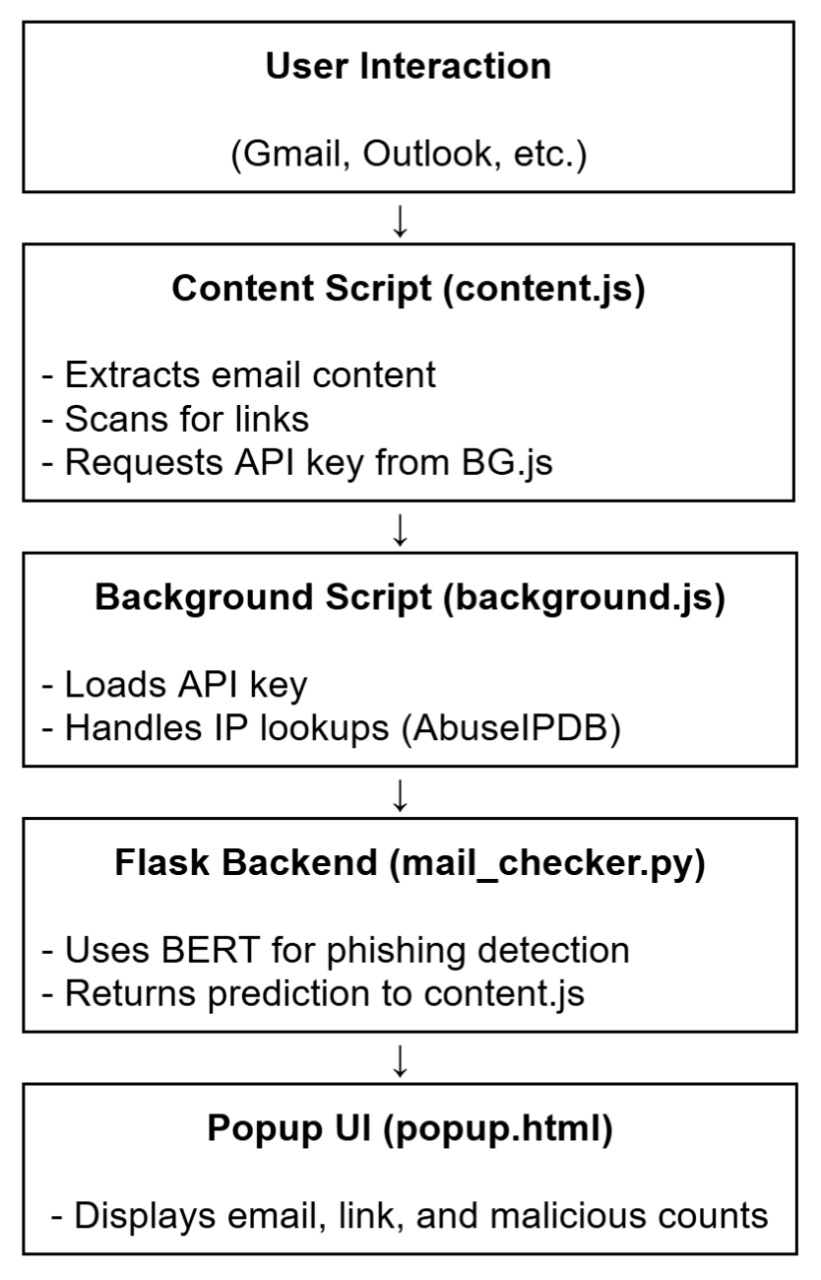 User Interaction
(Gmail, Outlook, etc.)
↓
Content Script (content.js)
- Extracts email content
- Scans for links
- Requests API key from BG.js
↓
Background Script (background.js)
- Loads API key
- Handles IP lookups (AbuseIPDB)
↓
Flask Backend (mail_checker.py)
- Uses BERT for phishing detection
- Returns prediction to content.js
↓
Popup UI (popup.html)
- Displays email, link, and malicious counts